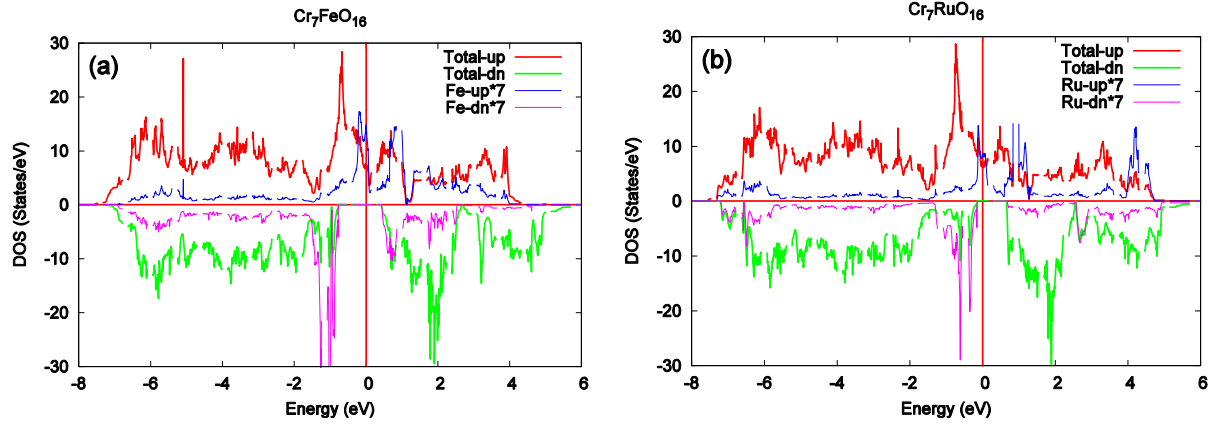 Cr7FeO16
(a)
Total-up
Total-dn
Fe-up*7
Fe-dn*7
DOS (States/eV)
30
20
10
0
-10
-20
-30
-8 -6 -4 -2 0 2 4 6
Energy (eV)
Cr7RuO16
(b)
Total-up
Total-dn
Ru-up*7
Ru-dn*7
DOS (States/eV)
30
20
10
0
-10
-20
-30
-8 -6 -4 -2 0 2 4 6
Energy (eV)